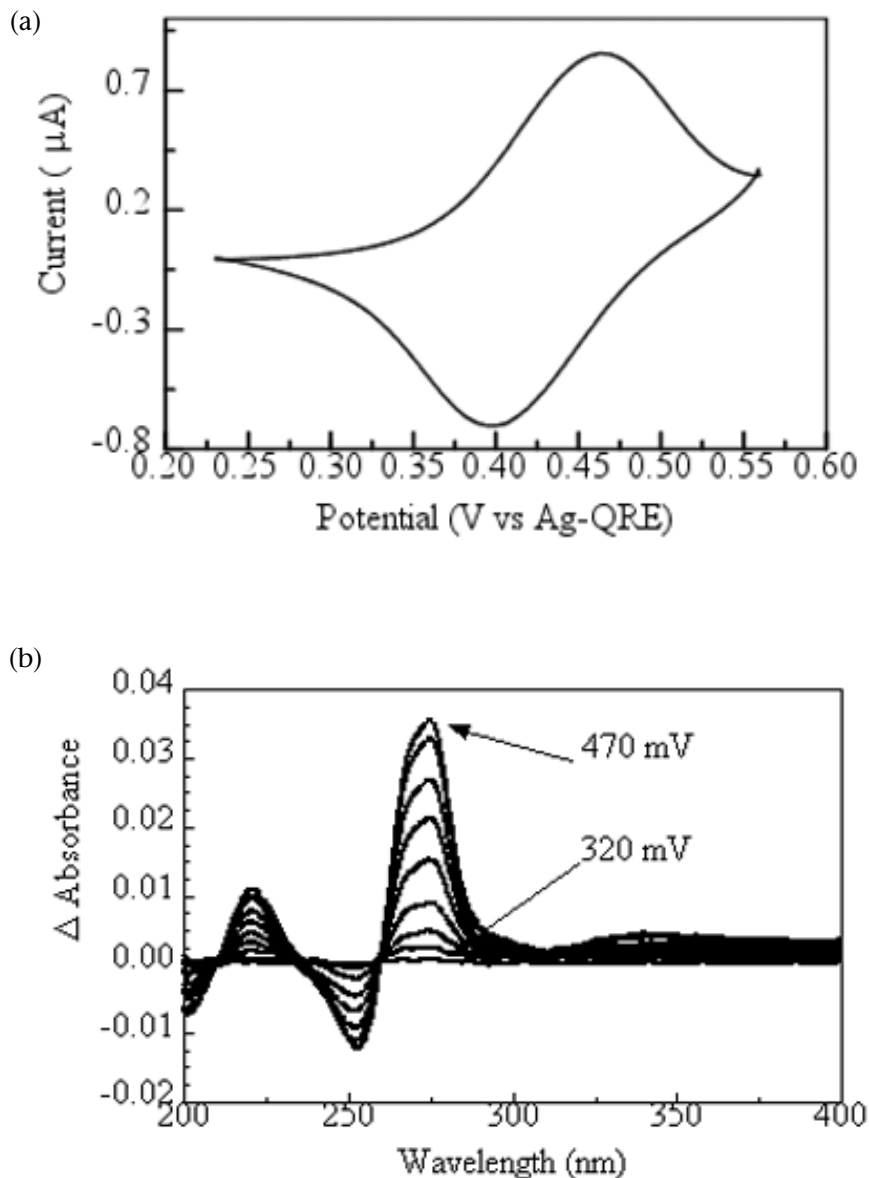 (a)
0.7
0.2
-0.3
-0.8
Current ( μA)
0.20 0.25 0.30 0.35 0.40 0.45 0.50 0.55 0.60
Potential (V vs Ag-QRE)
(b)
0.04
0.03
0.02
0.01
0.00
-0.01
-0.02
Δ Absorbance
470 mV
320 mV
200 250 300 350 400
Wavelength (nm)